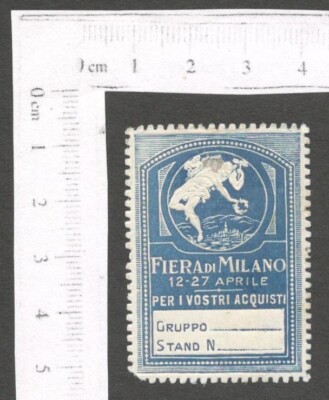 0 cm 1 2 3 4
0 cm
1
2
3
4
5
FIERA DI MILANO
12-27 APRILE
PER I VOSTRI ACQUISTI
GRUPPO
STAND N.